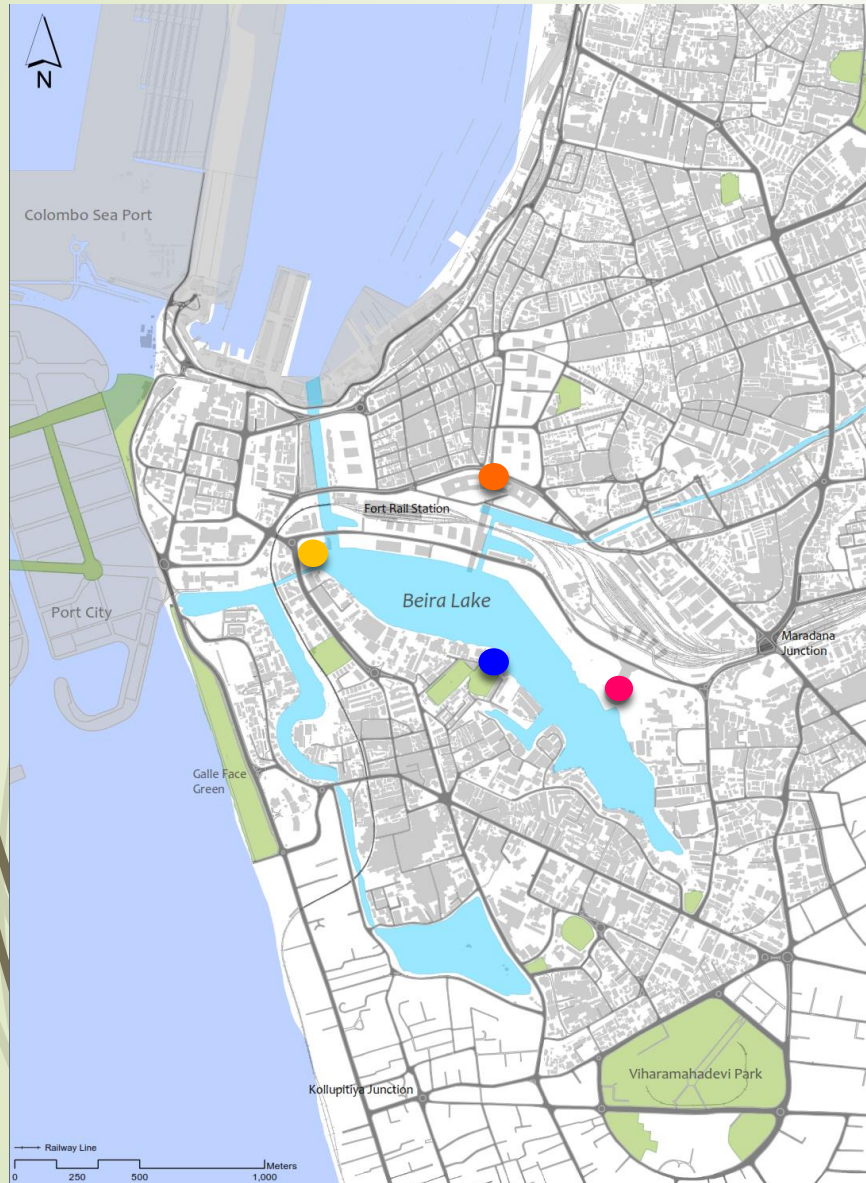 N
Colombo Sea Port
Fort Rail Station
Beira Lake
Port City
Maradana
Junction
Galle Face
Green
Viharamahadevi Park
Kollupitiya Junction
Railway Line
Meters
0 250 500 1,000